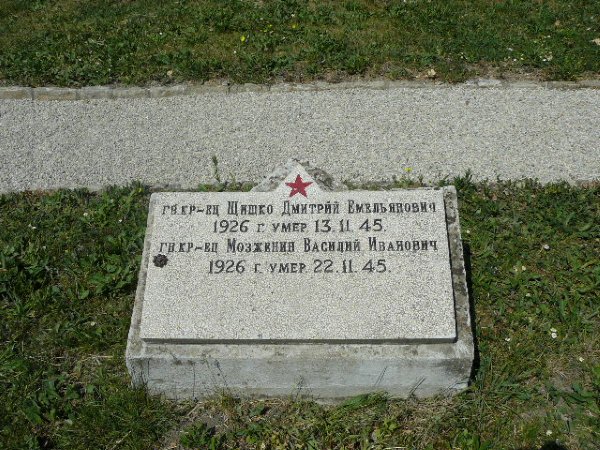 ГВ.КР-ЕЦ ШИШКО ДМИТРИЙ ЕМЕЛЬЯНОВИЧ
1926 Г. УМЕР 13.11.45.
ГВ.КР-ЕЦ МОЗЖЕНИН ВАСИЛИЙ ИВАНОВИЧ
1926 Г. УМЕР 22.11.45.